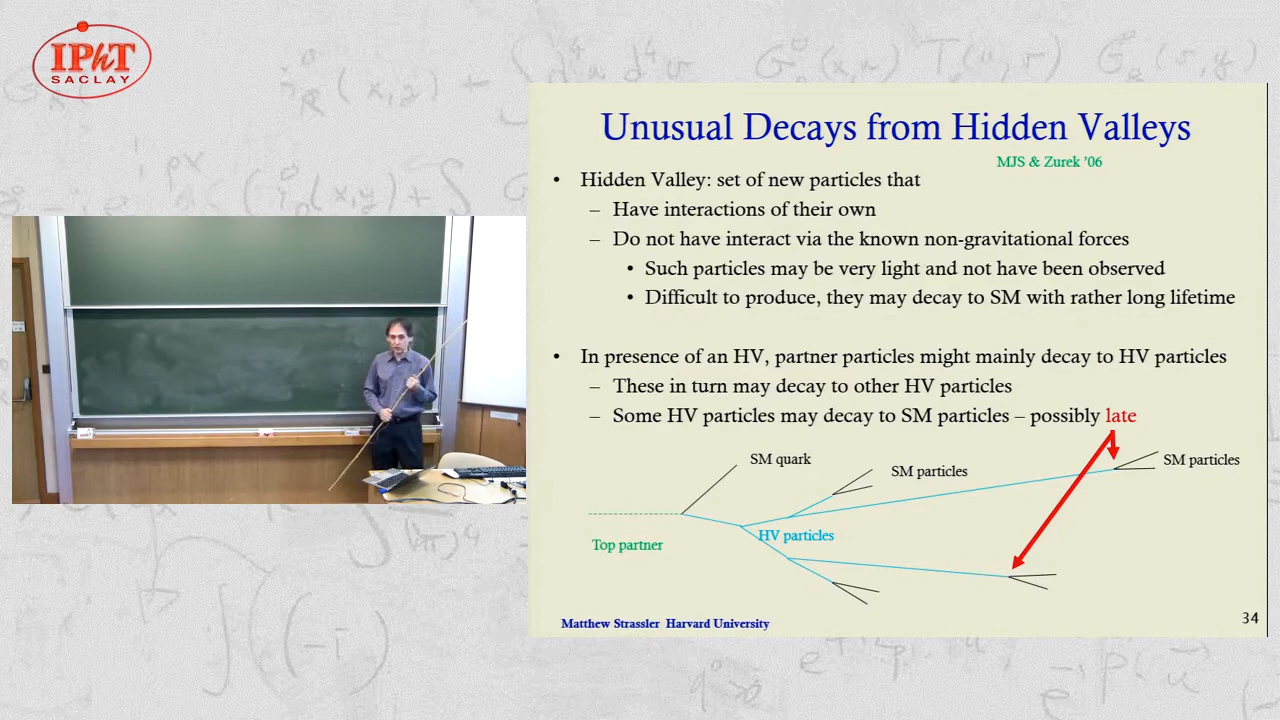 IPhT
SACLAY
Unusual Decays from Hidden Valleys
MJS & Zurek '06
• Hidden Valley: set of new particles that
– Have interactions of their own
– Do not have interact via the known non-gravitational forces
• Such particles may be very light and not have been observed
• Difficult to produce, they may decay to SM with rather long lifetime
• In presence of an HV, partner particles might mainly decay to HV particles
– These in turn may decay to other HV particles
– Some HV particles may decay to SM particles – possibly late
SM quark
SM particles
SM particles
HV particles
Top partner
Matthew Strassler Harvard University
34